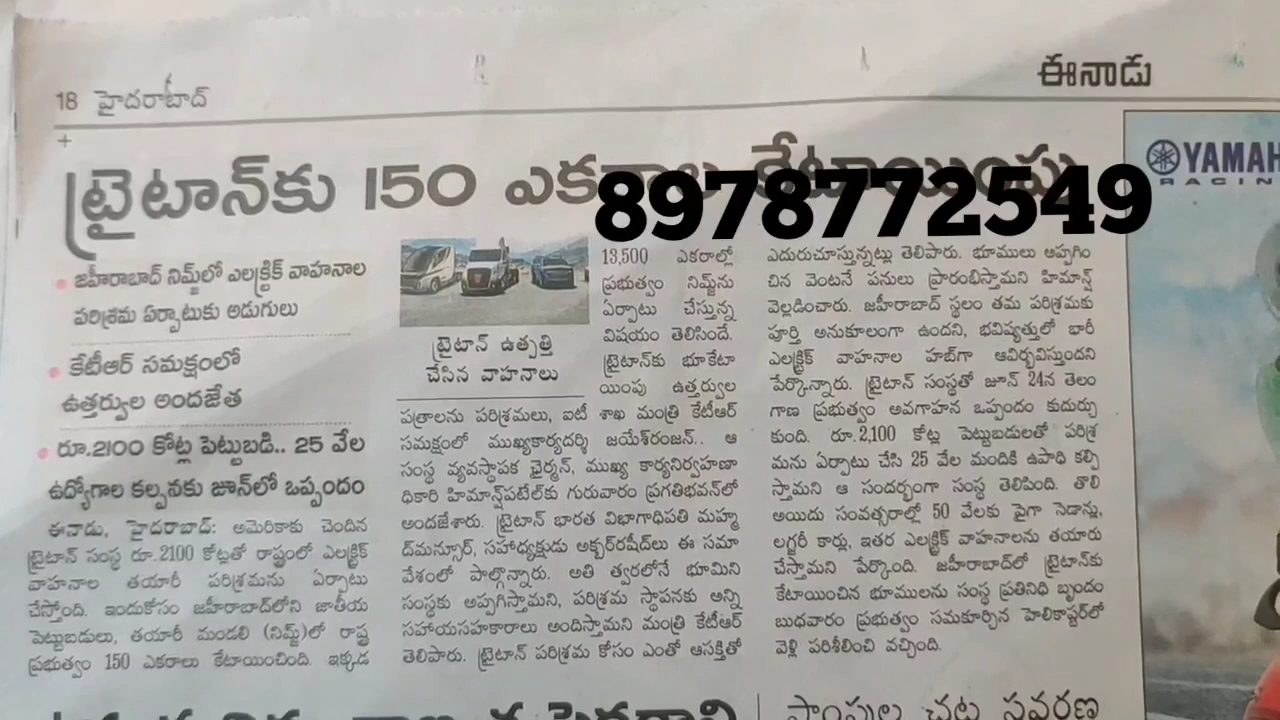 18 హైదరాబాద్
ఈనాడు
ట్రైటాన్‌కు 150 ఎకరాల కేటాయింపు
8978772549
జహీరాబాద్ నిమ్జ్‌లో ఎలక్ట్రిక్ వాహనాల
పరిశ్రమ ఏర్పాటుకు అడుగులు
కేటీఆర్ సమక్షంలో
ఉత్తర్వుల అందజేత
రూ.2100 కోట్ల పెట్టుబడి.. 25 వేల
ఉద్యోగాల కల్పనకు జూన్‌లో ఒప్పందం
ఈనాడు, హైదరాబాద్: అమెరికాకు చెందిన
ట్రైటాన్ సంస్థ రూ.2100 కోట్లతో రాష్ట్రంలో ఎలక్ట్రిక్
వాహనాల తయారీ పరిశ్రమను ఏర్పాటు
చేస్తోంది. ఇందుకోసం జహీరాబాద్‌లోని జాతీయ
పెట్టుబడులు, తయారీ మండలి (నిమ్జ్)లో రాష్ట్ర
ప్రభుత్వం 150 ఎకరాలు కేటాయించింది. ఇక్కడ
ట్రైటాన్ ఉత్పత్తి
చేసిన వాహనాలు
13,500 ఎకరాల్లో
ప్రభుత్వం నిమ్జ్‌ను
ఏర్పాటు చేస్తున్న
విషయం తెలిసిందే.
ట్రైటాన్‌కు భూకేటా
యింపు ఉత్తర్వుల
పత్రాలను పరిశ్రమలు, ఐటీ శాఖ మంత్రి కేటీఆర్
సమక్షంలో ముఖ్యకార్యదర్శి జయేశ్‌రంజన్.. ఆ
సంస్థ వ్యవస్థాపక ఛైర్మన్, ముఖ్య కార్యనిర్వహణా
ధికారి హిమాన్ష్‌పటేల్‌కు గురువారం ప్రగతిభవన్‌లో
అందజేశారు. ట్రైటాన్ భారత విభాగాధిపతి మహ్మ
ద్‌మన్సూర్, సహాధ్యక్షుడు అక్బర్‌రషీద్‌లు ఈ సమా
వేశంలో పాల్గొన్నారు. అతి త్వరలోనే భూమిని
సంస్థకు అప్పగిస్తామని, పరిశ్రమ స్థాపనకు అన్ని
సహాయసహకారాలు అందిస్తామని మంత్రి కేటీఆర్
తెలిపారు. ట్రైటాన్ పరిశ్రమ కోసం ఎంతో ఆసక్తితో
ఎదురుచూస్తున్నట్లు తెలిపారు. భూములు అప్పగిం
చిన వెంటనే పనులు ప్రారంభిస్తామని హిమాన్ష్
వెల్లడించారు. జహీరాబాద్ స్థలం తమ పరిశ్రమకు
పూర్తి అనుకూలంగా ఉందని, భవిష్యత్తులో భారీ
ఎలక్ట్రిక్ వాహనాల హబ్‌గా ఆవిర్భవిస్తుందని
పేర్కొన్నారు. ట్రైటాన్ సంస్థతో జూన్ 24న తెలం
గాణ ప్రభుత్వం అవగాహన ఒప్పందం కుదుర్చు
కుంది. రూ.2,100 కోట్ల పెట్టుబడులతో పరిశ్ర
మను ఏర్పాటు చేసి 25 వేల మందికి ఉపాధి కల్పి
స్తామని ఆ సందర్భంగా సంస్థ తెలిపింది. తొలి
అయిదు సంవత్సరాల్లో 50 వేలకు పైగా సెడాన్లు,
లగ్జరీ కార్లు, ఇతర ఎలక్ట్రిక్ వాహనాలను తయారు
చేస్తామని పేర్కొంది. జహీరాబాద్‌లో ట్రైటాన్‌కు
కేటాయించిన భూములను సంస్థ ప్రతినిధి బృందం
బుధవారం ప్రభుత్వం సమకూర్చిన హెలికాప్టర్‌లో
వెళ్లి పరిశీలించి వచ్చింది.
YAMAH
RACIN